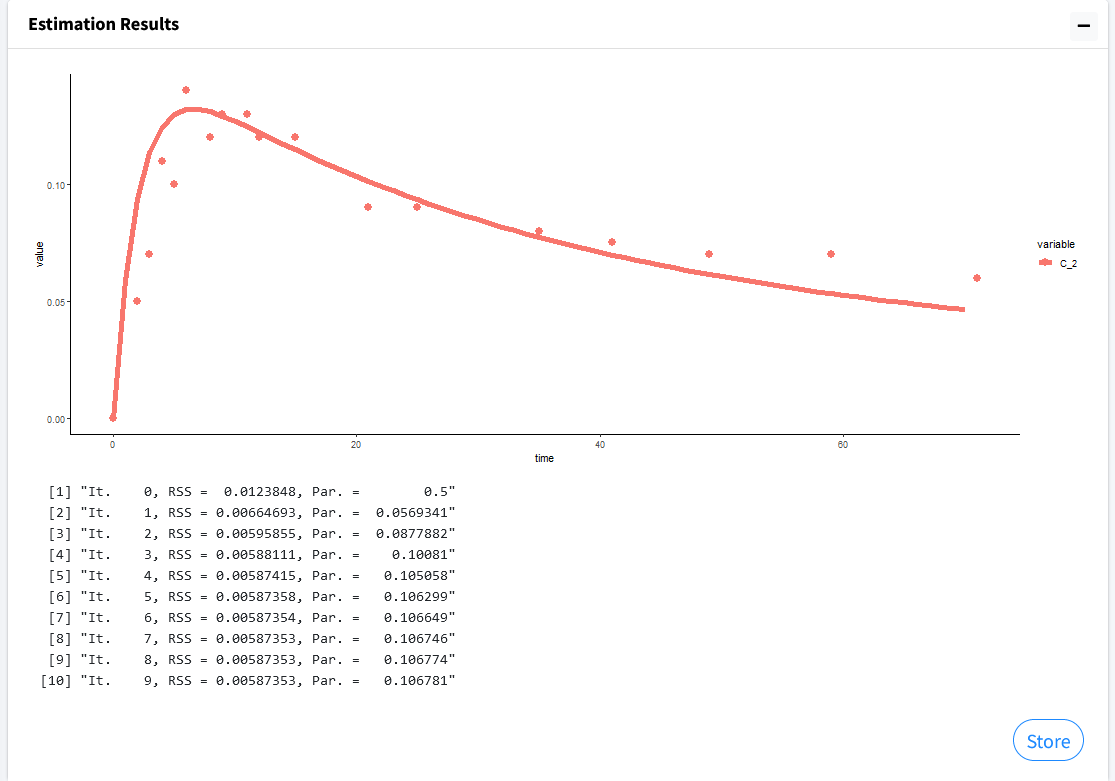 Estimation Results
0.10
0.05
0.00
value
0 20 40 60
time
variable
C_2
[1] "It.    0, RSS =  0.0123848, Par. =        0.5"
[2] "It.    1, RSS = 0.00664693, Par. =  0.0569341"
[3] "It.    2, RSS = 0.00595855, Par. =  0.0877882"
[4] "It.    3, RSS = 0.00588111, Par. =    0.10081"
[5] "It.    4, RSS = 0.00587415, Par. =   0.105058"
[6] "It.    5, RSS = 0.00587358, Par. =   0.106299"
[7] "It.    6, RSS = 0.00587354, Par. =   0.106649"
[8] "It.    7, RSS = 0.00587353, Par. =   0.106746"
[9] "It.    8, RSS = 0.00587353, Par. =   0.106774"
[10] "It.    9, RSS = 0.00587353, Par. =   0.106781"
Store